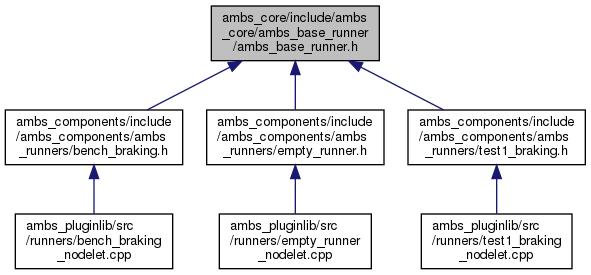 ambs_core/include/ambs
_core/ambs_base_runner
/ambs_base_runner.h
ambs_components/include
/ambs_components/ambs
_runners/bench_braking.h
ambs_components/include
/ambs_components/ambs
_runners/empty_runner.h
ambs_components/include
/ambs_components/ambs
_runners/test1_braking.h
ambs_pluginlib/src
/runners/bench_braking
_nodelet.cpp
ambs_pluginlib/src
/runners/empty_runner
_nodelet.cpp
ambs_pluginlib/src
/runners/test1_braking
_nodelet.cpp